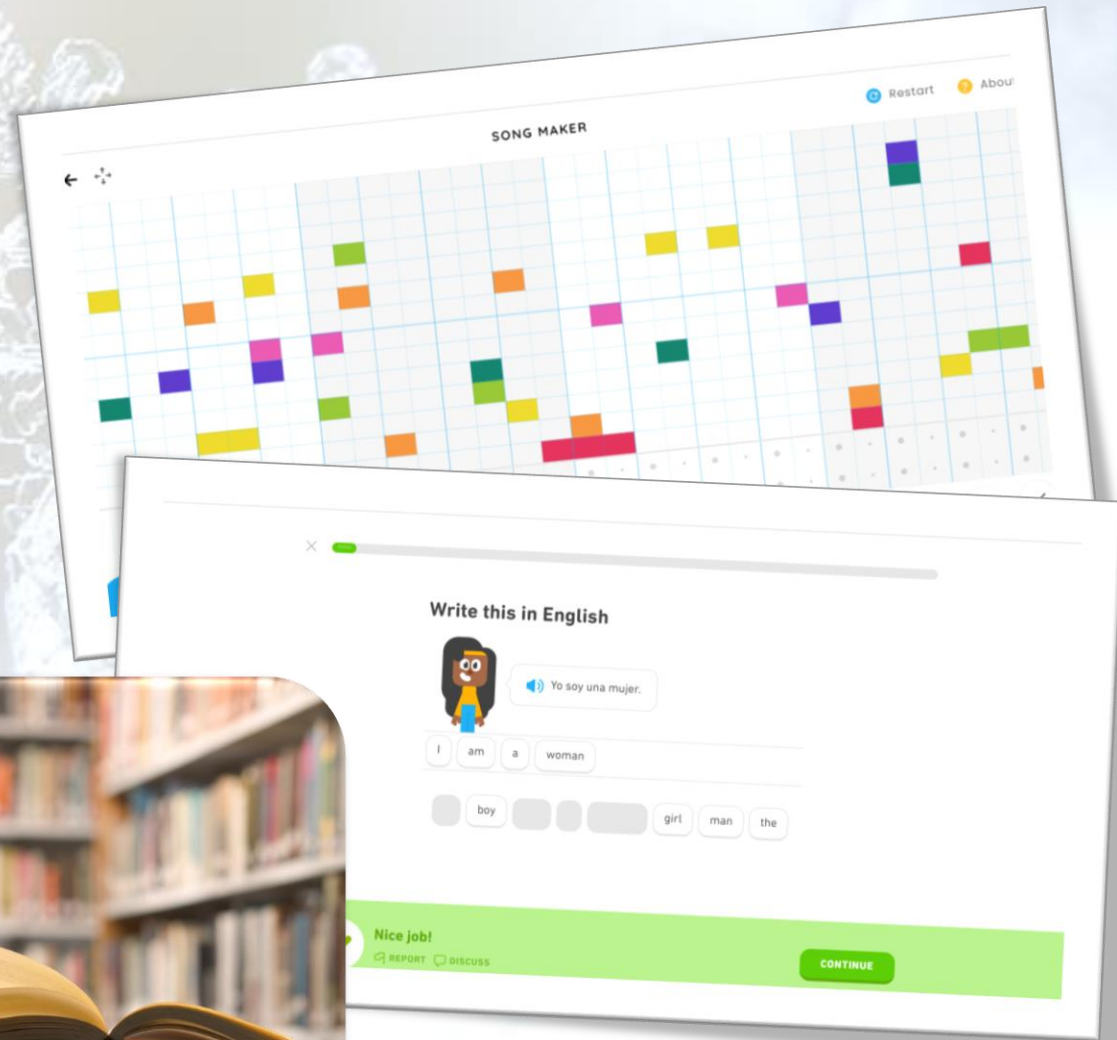 Restart
Abou
SONG MAKER
Write this in English
Yo soy una mujer.
I am a woman
boy girl man the
Nice job!
REPORT DISCUSS
CONTINUE